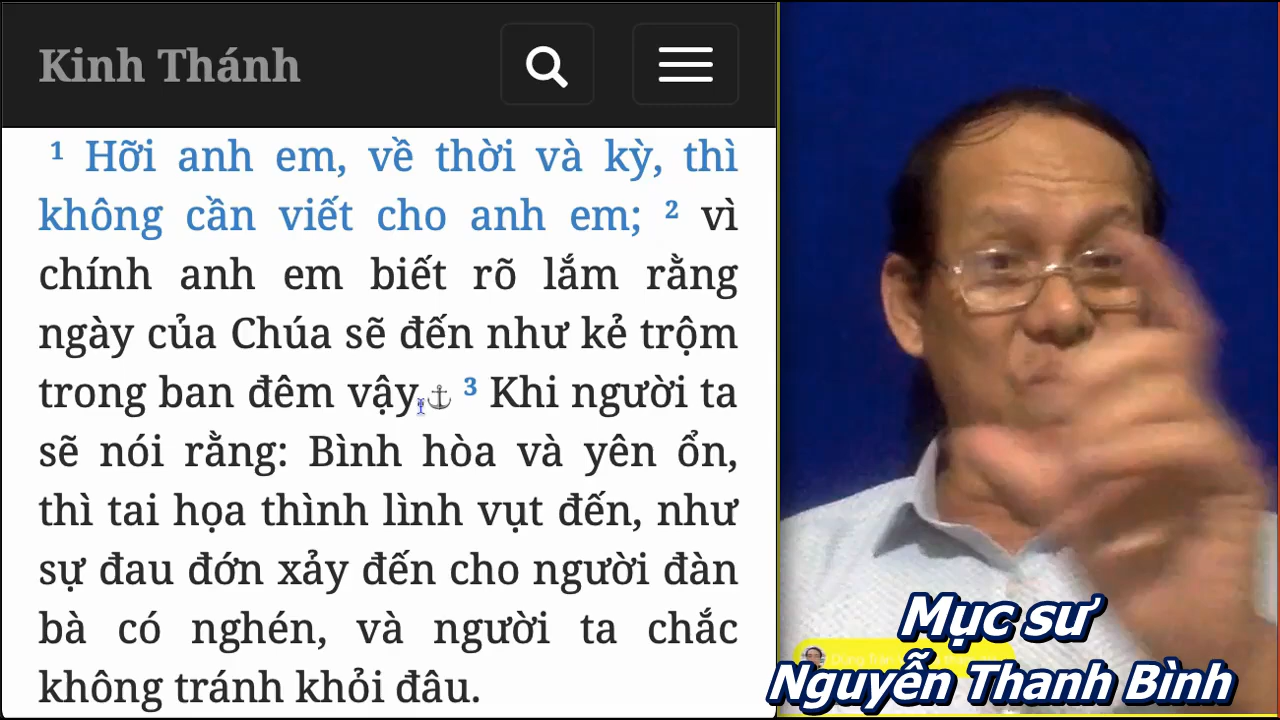 Kinh Thánh
1 Hỡi anh em, về thời và kỳ, thì
không cần viết cho anh em; 2 vì
chính anh em biết rõ lắm rằng
ngày của Chúa sẽ đến như kẻ trộm
trong ban đêm vậy.⚓ 3 Khi người ta
sẽ nói rằng: Bình hòa và yên ổn,
thì tai họa thình lình vụt đến, như
sự đau đớn xảy đến cho người đàn
bà có nghén, và người ta chắc
không tránh khỏi đâu.
Mục sư
Nguyễn Thanh Bình